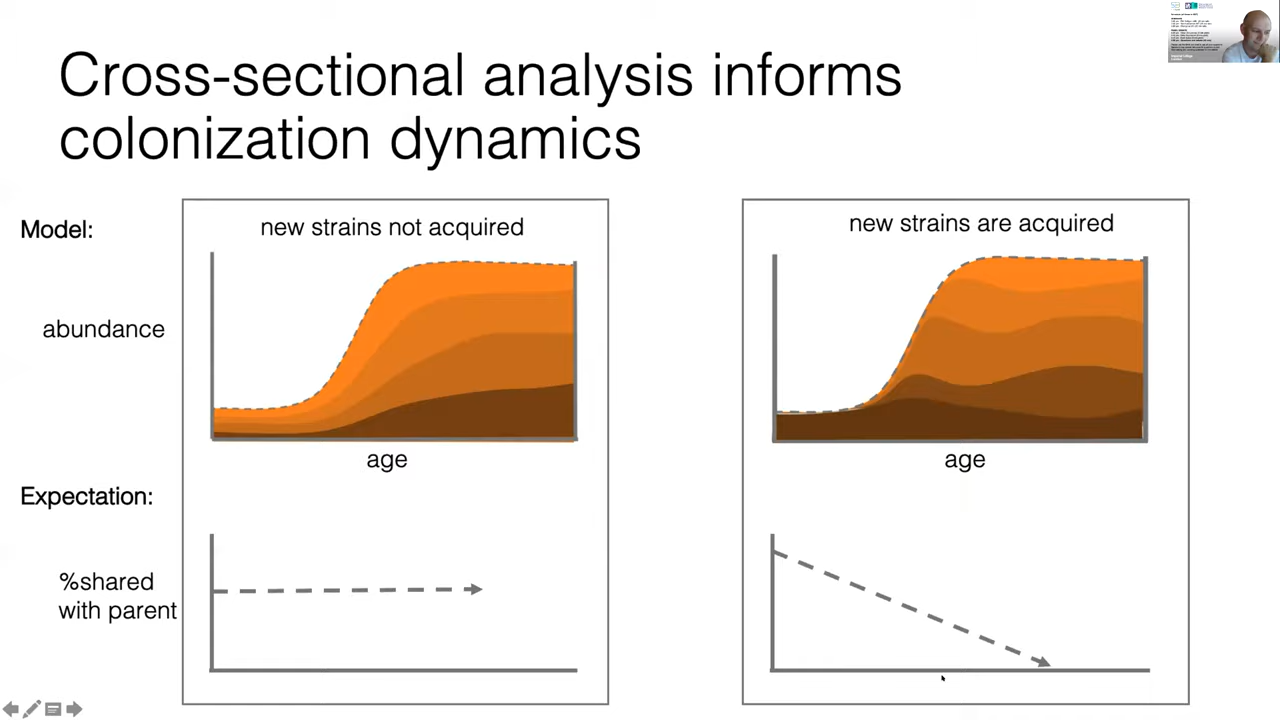 Cross-sectional analysis informs
colonization dynamics
Model:
new strains not acquired
new strains are acquired
abundance
age
age
Expectation:
%shared
with parent